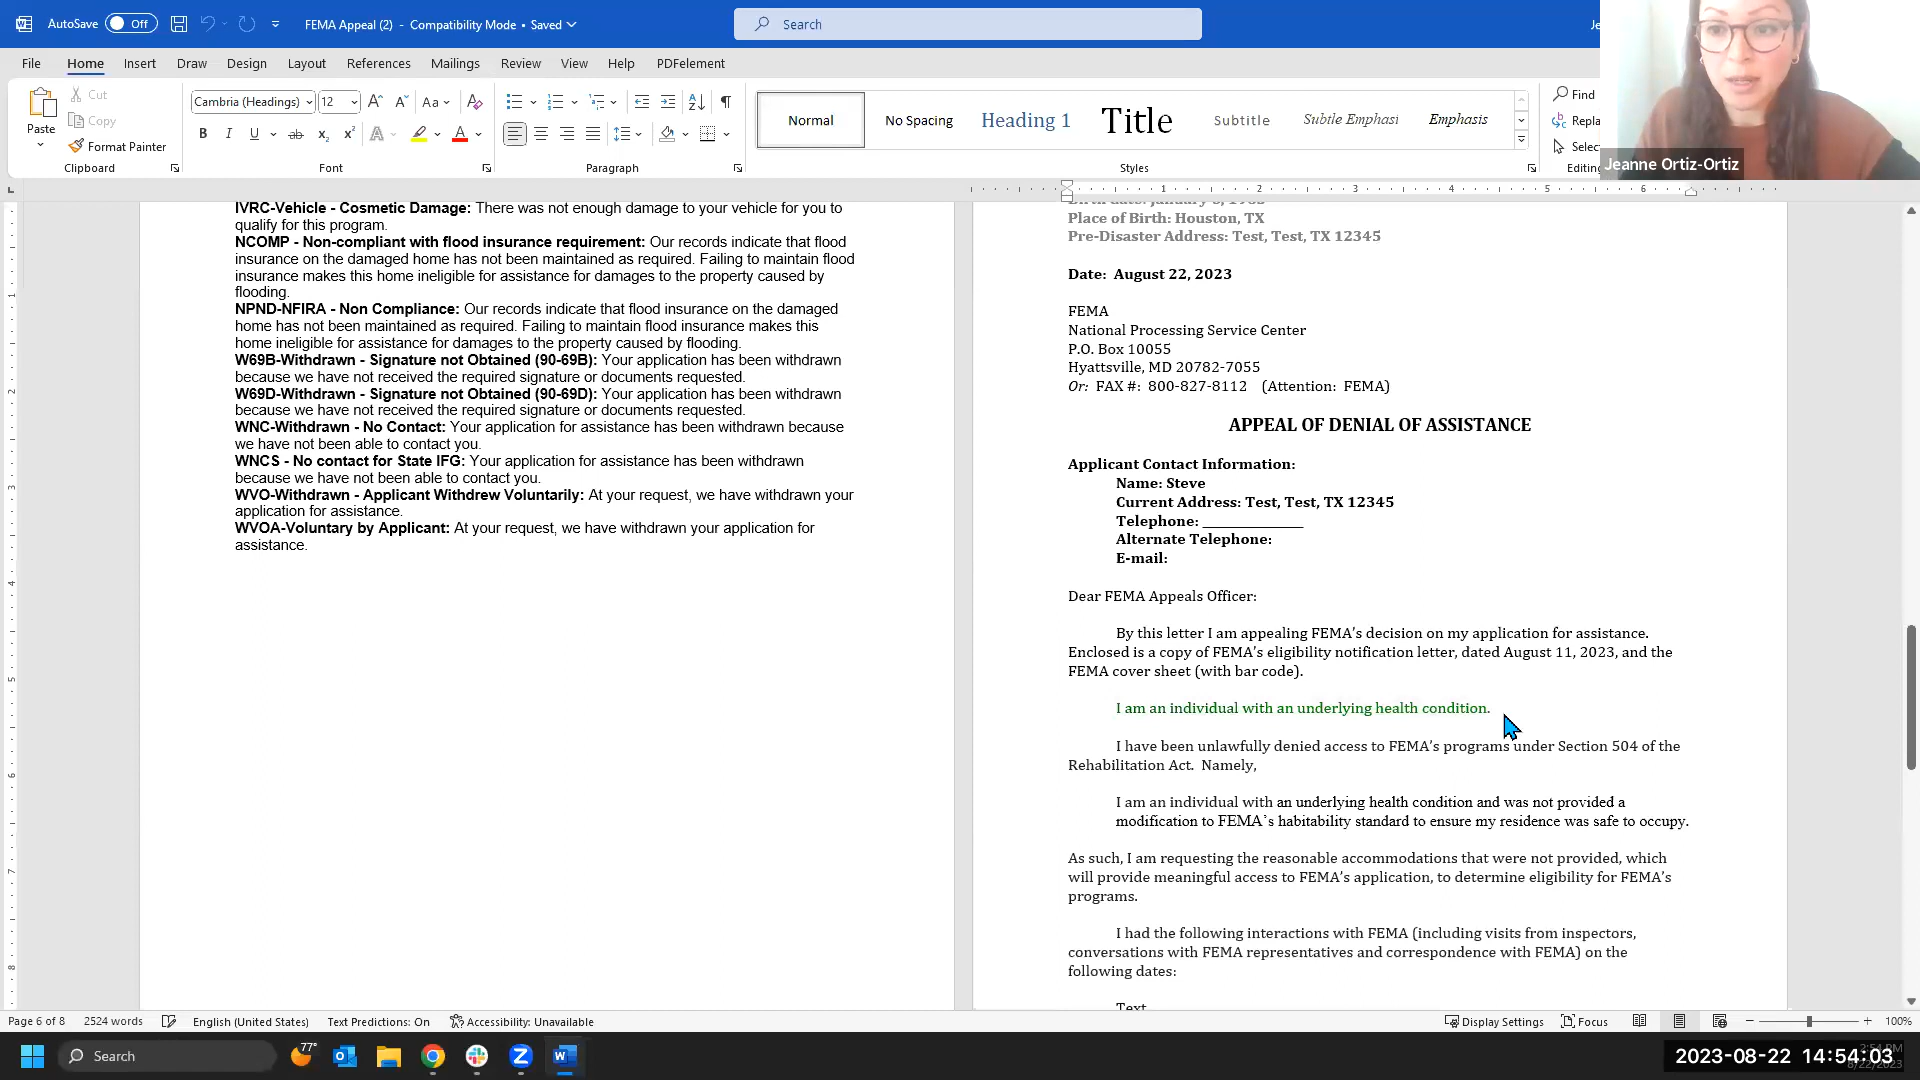 AutoSave Off FEMA Appeal (2) - Compatibility Mode • Saved Search
File Home Insert Draw Design Layout References Mailings Review View Help PDFelement
Paste Cut Copy Format Painter
Clipboard
Cambria (Headings) 12
Font
Paragraph
Normal No Spacing Heading 1 Title Subtitle Subtle Emphasi Emphasis
Styles
Find
Repla
Selec
Editing
Jeanne Ortiz-Ortiz
IVRC-Vehicle - Cosmetic Damage: There was not enough damage to your vehicle for you to
qualify for this program.
NCOMP - Non-compliant with flood insurance requirement: Our records indicate that flood
insurance on the damaged home has not been maintained as required. Failing to maintain flood
insurance makes this home ineligible for assistance for damages to the property caused by
flooding.
NPND-NFIRA - Non Compliance: Our records indicate that flood insurance on the damaged
home has not been maintained as required. Failing to maintain flood insurance makes this
home ineligible for assistance for damages to the property caused by flooding.
W69B-Withdrawn - Signature not Obtained (90-69B): Your application has been withdrawn
because we have not received the required signature or documents requested.
W69D-Withdrawn - Signature not Obtained (90-69D): Your application has been withdrawn
because we have not received the required signature or documents requested.
WNC-Withdrawn - No Contact: Your application for assistance has been withdrawn because
we have not been able to contact you.
WNCS - No contact for State IFG: Your application for assistance has been withdrawn
because we have not been able to contact you.
WVO-Withdrawn - Applicant Withdrew Voluntarily: At your request, we have withdrawn your
application for assistance.
WVOA-Voluntary by Applicant: At your request, we have withdrawn your application for
assistance.
Place of Birth: Houston, TX
Pre-Disaster Address: Test, Test, TX 12345
Date: August 22, 2023
FEMA
National Processing Service Center
P.O. Box 10055
Hyattsville, MD 20782-7055
Or: FAX #: 800-827-8112 (Attention: FEMA)
APPEAL OF DENIAL OF ASSISTANCE
Applicant Contact Information:
Name: Steve
Current Address: Test, Test, TX 12345
Telephone: ______________
Alternate Telephone:
E-mail:
Dear FEMA Appeals Officer:
By this letter I am appealing FEMA's decision on my application for assistance.
Enclosed is a copy of FEMA's eligibility notification letter, dated August 11, 2023, and the
FEMA cover sheet (with bar code).
I am an individual with an underlying health condition.
I have been unlawfully denied access to FEMA's programs under Section 504 of the
Rehabilitation Act. Namely,
I am an individual with an underlying health condition and was not provided a
modification to FEMA's habitability standard to ensure my residence was safe to occupy.
As such, I am requesting the reasonable accommodations that were not provided, which
will provide meaningful access to FEMA's application, to determine eligibility for FEMA's
programs.
I had the following interactions with FEMA (including visits from inspectors,
conversations with FEMA representatives and correspondence with FEMA) on the
following dates:
Text
Page 6 of 8 2524 words English (United States) Text Predictions: On Accessibility: Unavailable Display Settings Focus 100%
Search 77° 2023-08-22 14:54:03